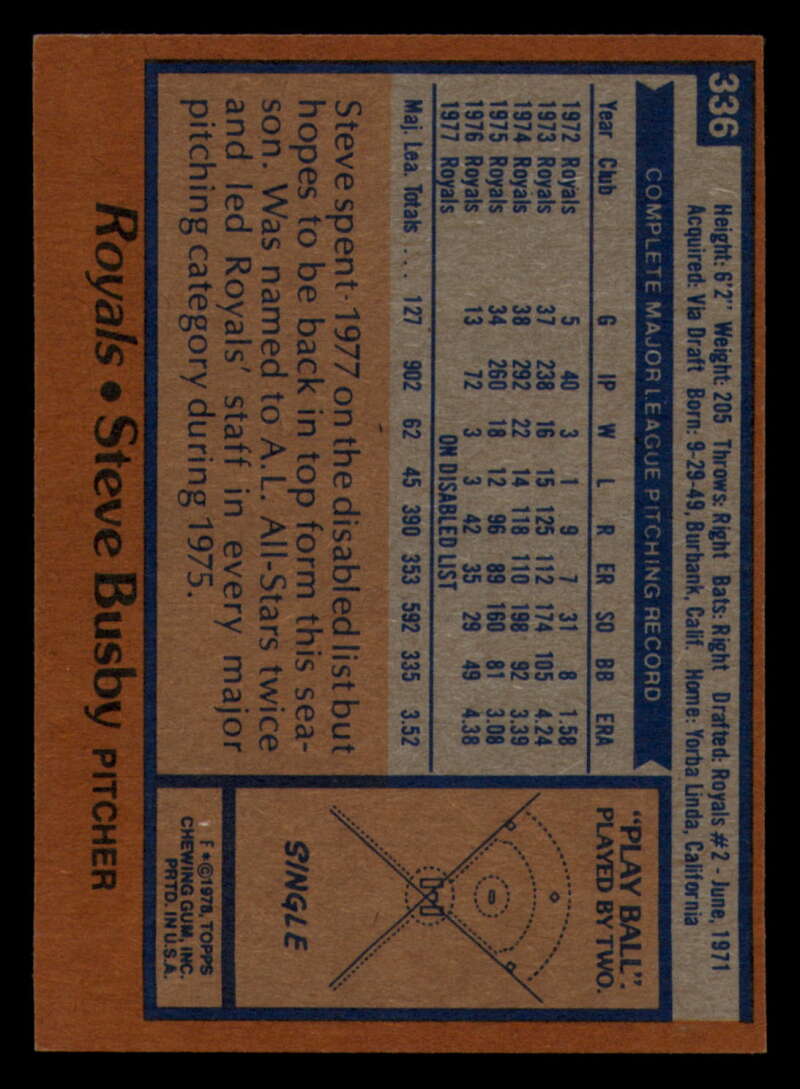 336
Height: 6'2" Weight: 205 Throws: Right Bats: Right Drafted: Royals #2 - June, 1971
Acquired: Via Draft Born: 9-29-49, Burbank, Calif. Home: Yorba Linda, California
COMPLETE MAJOR LEAGUE PITCHING RECORD
Year Club G IP W L R ER SO BB ERA
1972 Royals 5 40 3 1 9 7 31 8 1.58
1973 Royals 37 238 16 15 125 112 174 105 4.24
1974 Royals 38 292 22 14 118 110 198 92 3.39
1975 Royals 34 260 18 12 96 89 160 81 3.08
1976 Royals 13 72 3 3 42 35 29 49 4.38
1977 Royals ON DISABLED LIST
Maj. Lea. Totals .... 127 902 62 45 390 353 592 335 3.52
Steve spent 1977 on the disabled list but
hopes to be back in top form this sea-
son. Was named to A.L. All-Stars twice
and led Royals' staff in every major
pitching category during 1975.
"PLAY BALL":
PLAYED BY TWO.
SINGLE
F*©1978, TOPPS
CHEWING GUM, INC.
PRTD. IN U.S.A.
Royals • Steve Busby PITCHER